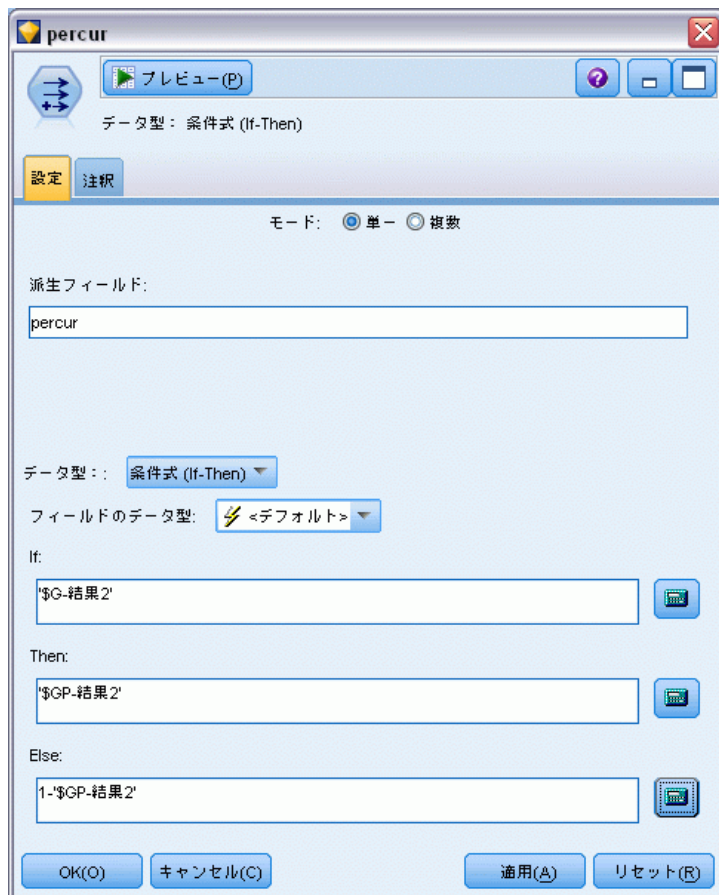 percur
プレビュー(P)
データ型： 条件式 (If-Then)
設定 注釈
モード: 単一 複数
派生フィールド:
percur
データ型：: 条件式 (If-Then)
フィールドのデータ型: <デフォルト>
If:
'$G-結果2'
Then:
'$GP-結果2'
Else:
1-'$GP-結果2'
OK(O) キャンセル(C) 適用(A) リセット(R)